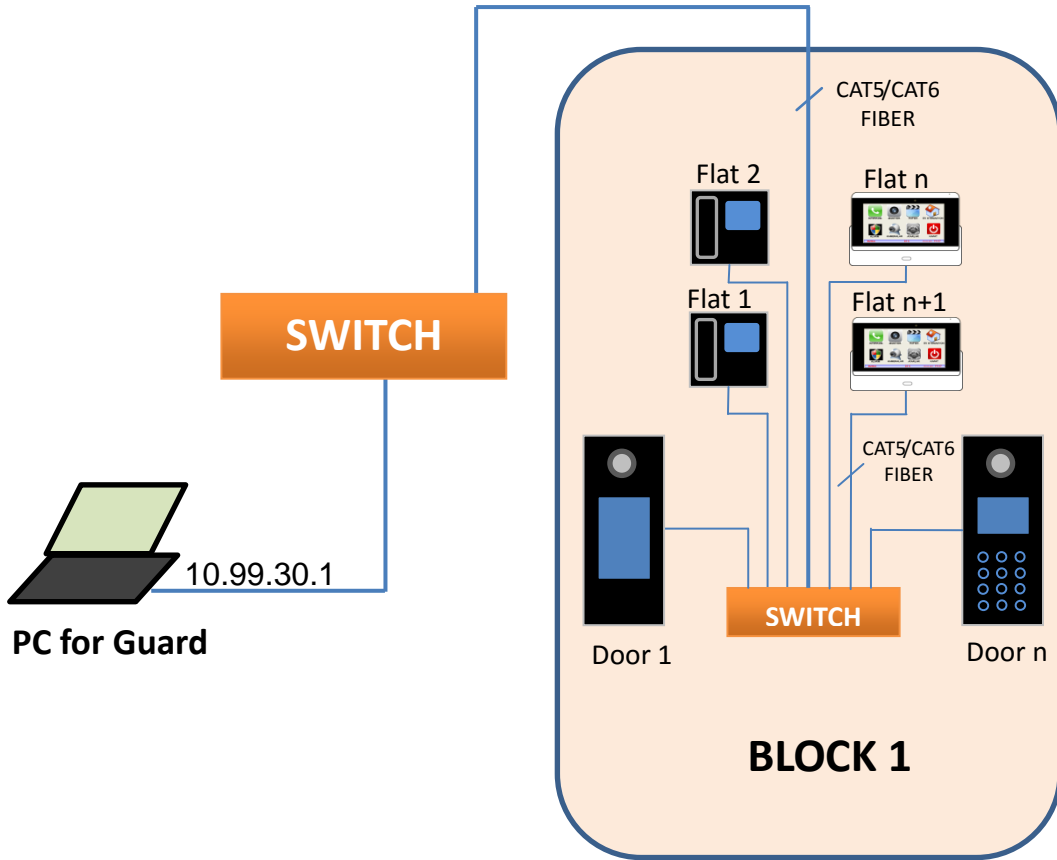 CAT5/CAT6
FIBER
Flat 2
Flat n
Flat 1
Flat n+1
SWITCH
CAT5/CAT6
FIBER
10.99.30.1
PC for Guard
SWITCH
Door 1
Door n
BLOCK 1